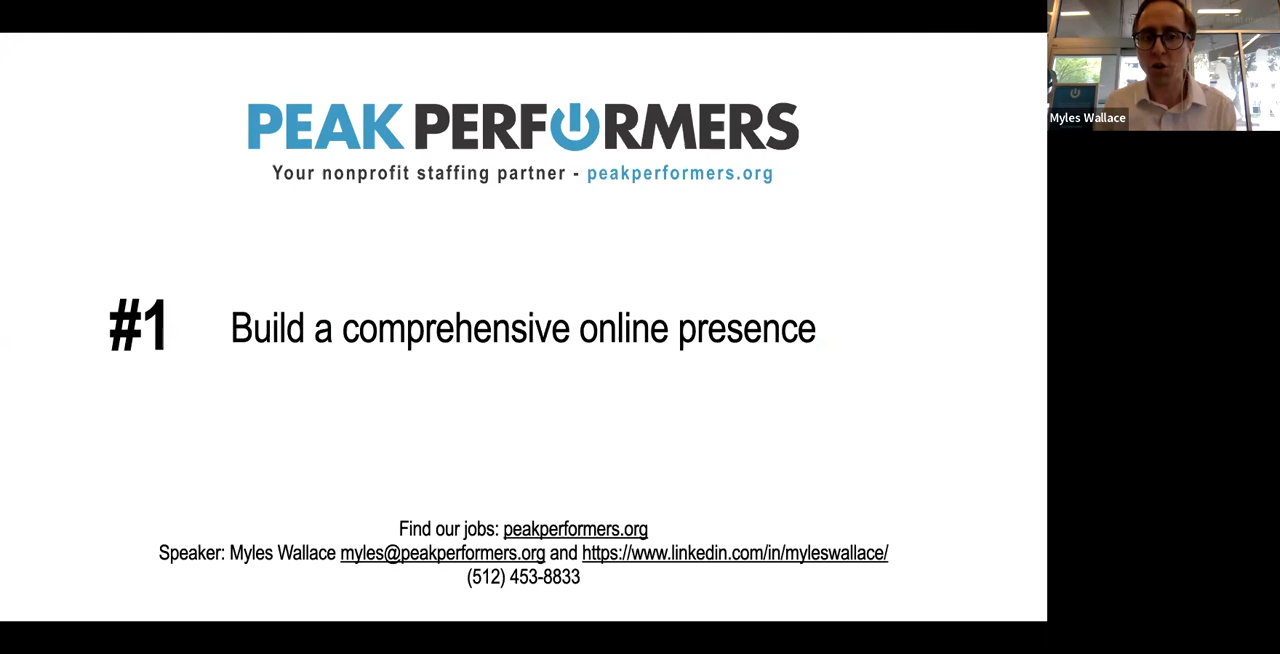 PEAK PERFORMERS
Your nonprofit staffing partner - peakperformers.org
#1 Build a comprehensive online presence
Find our jobs: peakperformers.org
Speaker: Myles Wallace myles@peakperformers.org and https://www.linkedin.com/in/myleswallace/
(512) 453-8833
Myles Wallace